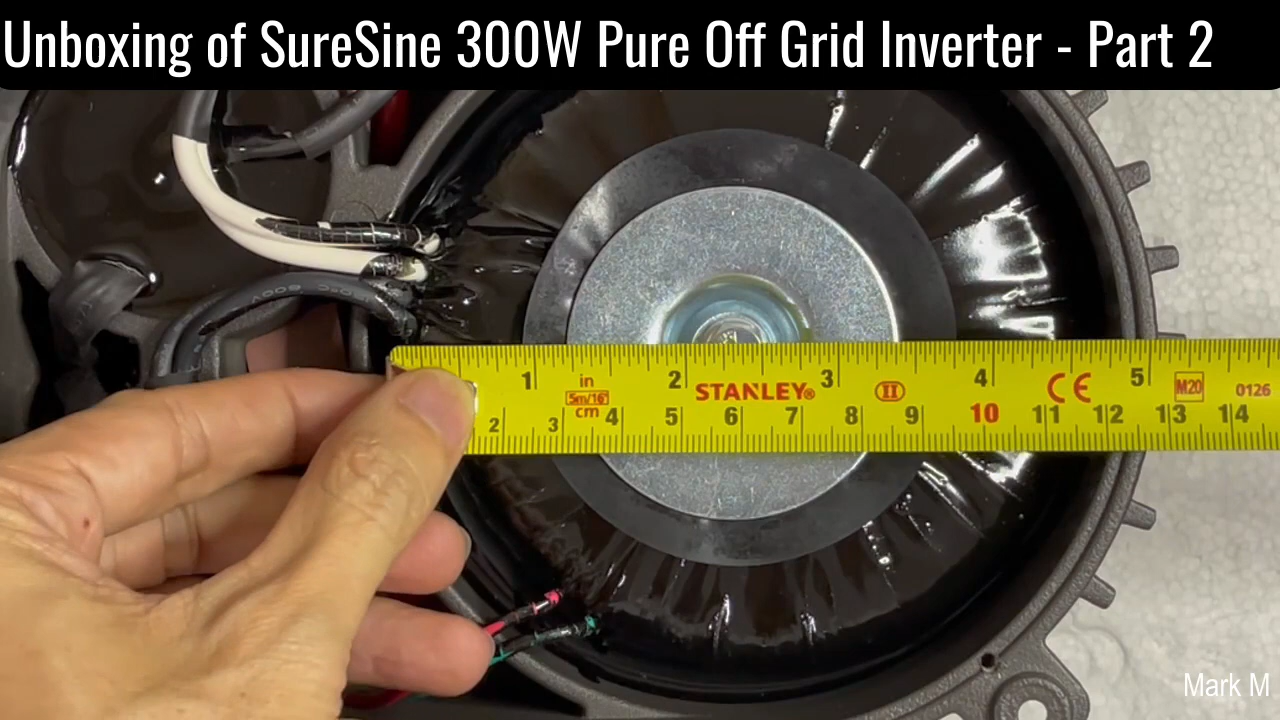 Unboxing of SureSine 300W Pure Off Grid Inverter - Part 2
600V
1 in 2 STANLEY® 3 II 4 CE 5 M20 0126
5m/16'
cm
2 3 4 5 6 7 8 9 10 11 12 13 14
Mark M